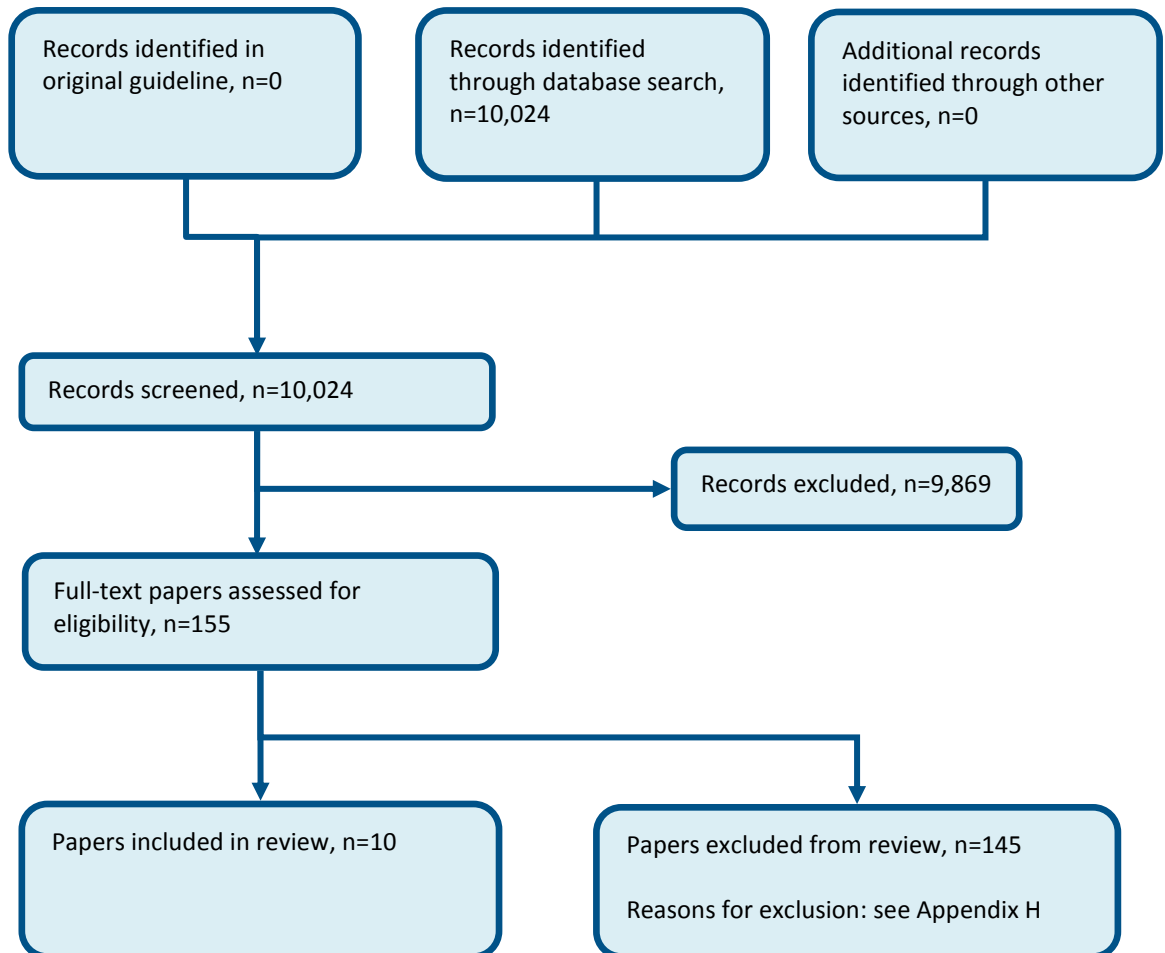 Records identified in
original guideline, n=0
Records identified
through database search,
n=10,024
Additional records
identified through other
sources, n=0
Records screened, n=10,024
Records excluded, n=9,869
Full-text papers assessed for
eligibility, n=155
Papers included in review, n=10
Papers excluded from review, n=145
Reasons for exclusion: see Appendix H